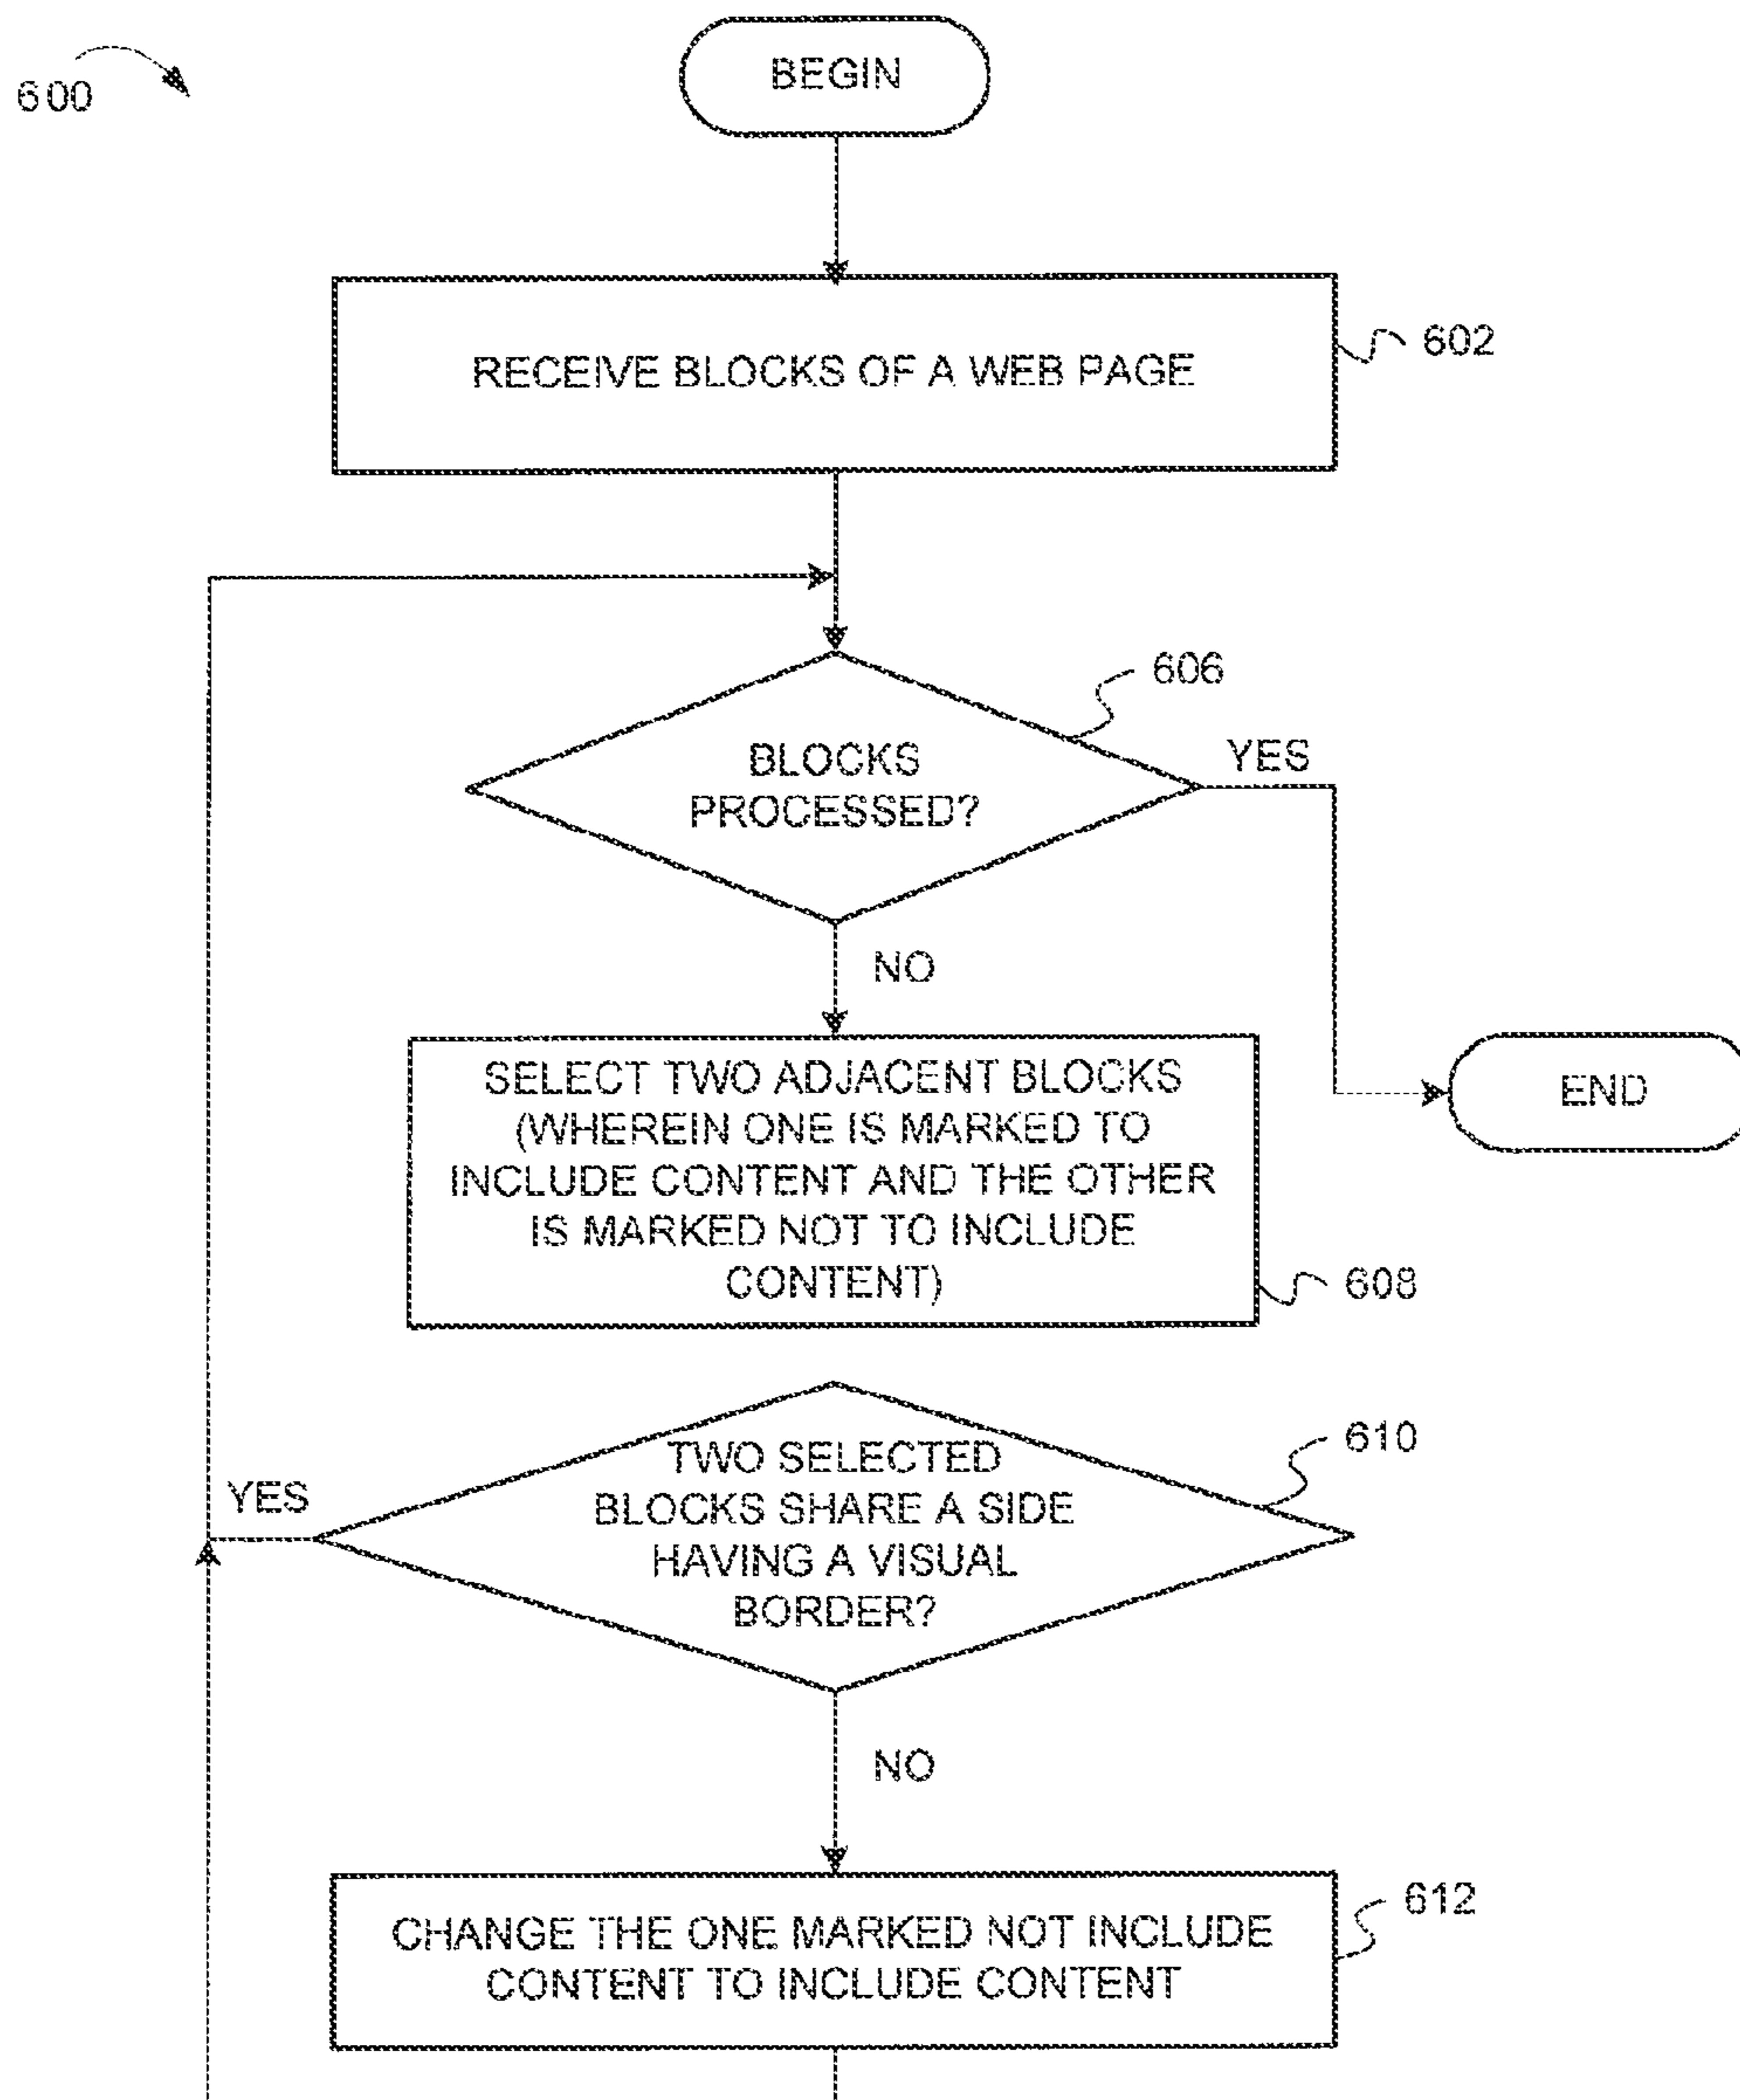 600
BEGIN
RECEIVE BLOCKS OF A WEB PAGE
602
606
BLOCKS
PROCESSED?
YES
NO
SELECT TWO ADJACENT BLOCKS
(WHEREIN ONE IS MARKED TO
INCLUDE CONTENT AND THE OTHER
IS MARKED NOT TO INCLUDE
CONTENT)
608
END
610
TWO SELECTED
BLOCKS SHARE A SIDE
HAVING A VISUAL
BORDER?
YES
NO
612
CHANGE THE ONE MARKED NOT INCLUDE
CONTENT TO INCLUDE CONTENT